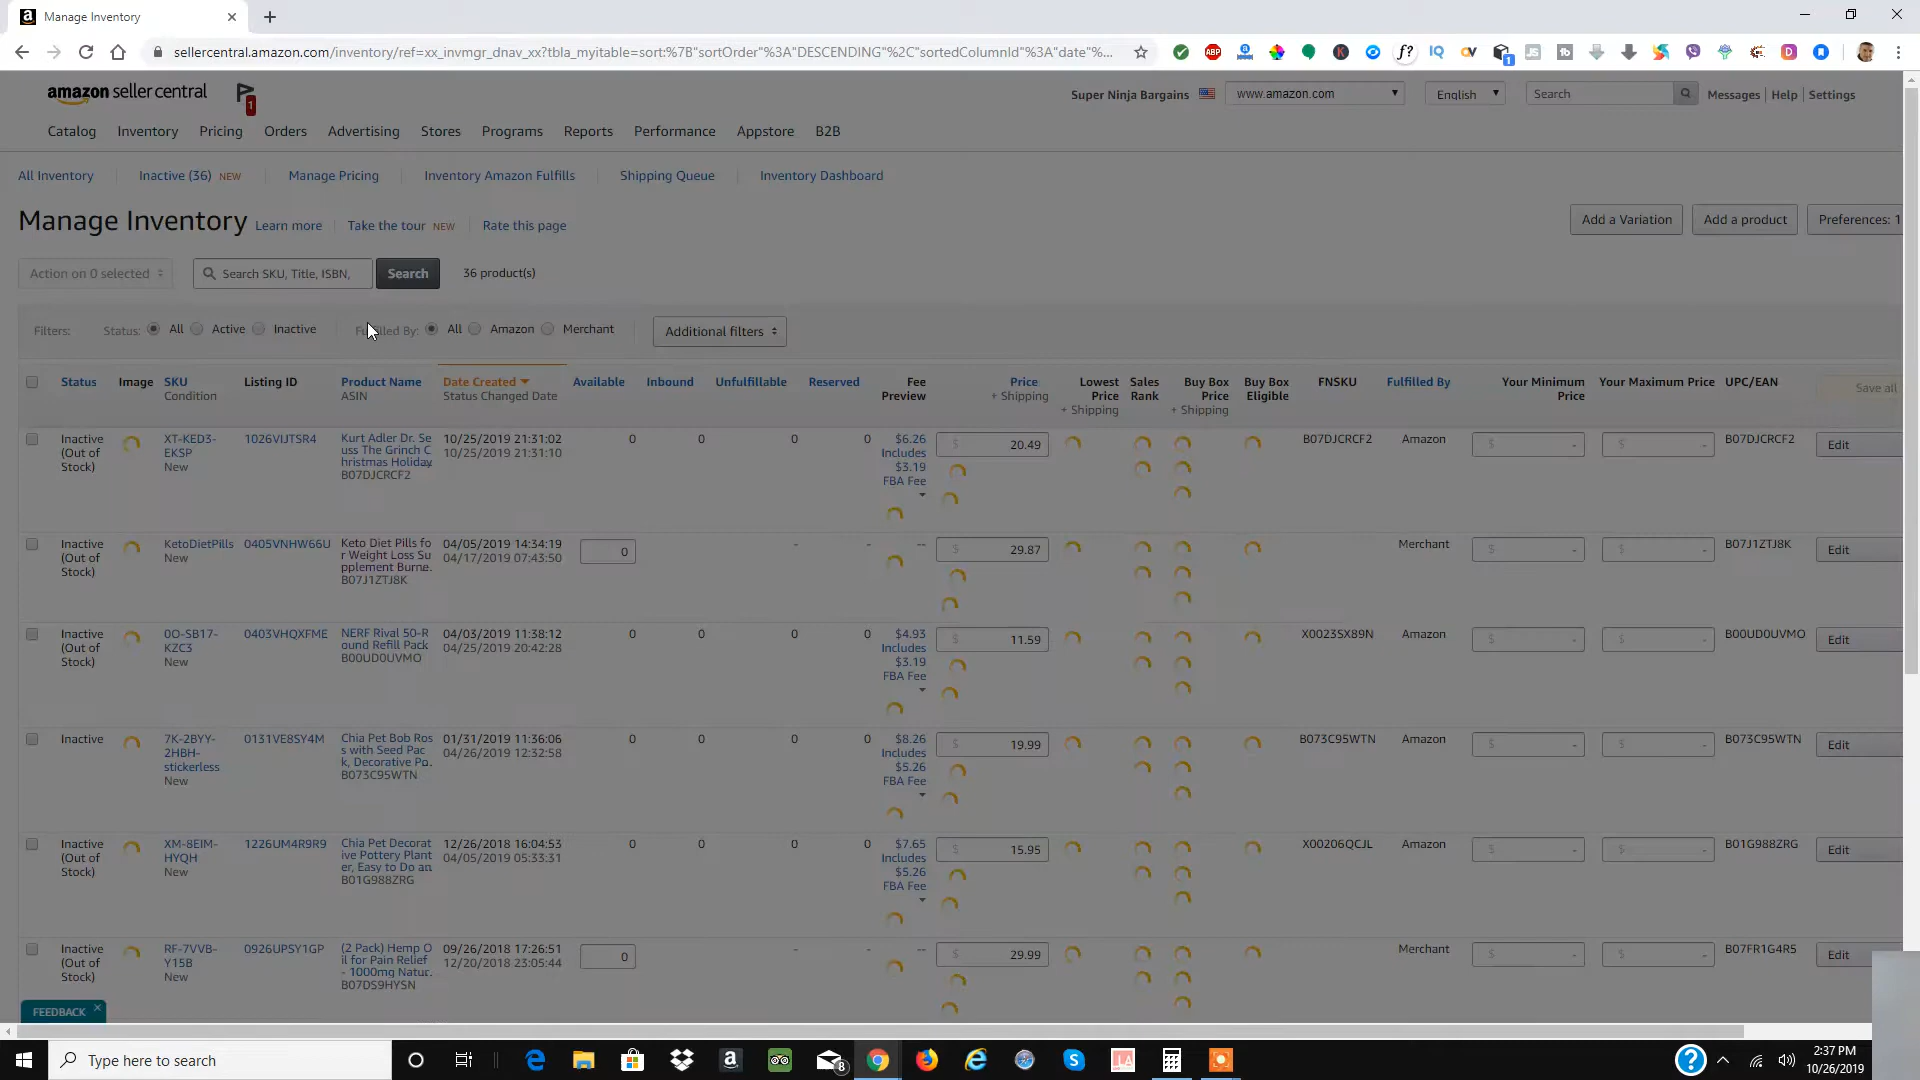 Manage Inventory
sellercentral.amazon.com/inventory/ref=xx_invmgr_dnav_xx?tbla_myitable=sort:%7B"sortOrder"%3A"DESCENDING"%2C"sortedColumnId"%3A"date"%...
amazon seller central
1
Super Ninja Bargains www.amazon.com English Search Messages | Help | Settings
Catalog Inventory Pricing Orders Advertising Stores Programs Reports Performance Appstore B2B
All Inventory Inactive (36) NEW Manage Pricing Inventory Amazon Fulfills Shipping Queue Inventory Dashboard
Manage Inventory Learn more Take the tour NEW Rate this page Add a Variation Add a product Preferences: 1
Action on 0 selected Search SKU, Title, ISBN, Search 36 product(s)
Filters: Status: All Active Inactive By: All Amazon Merchant Additional filters
Status Image SKU Listing ID Product Name Date Created Available Inbound Unfulfillable Reserved Fee Price Lowest Sales Buy Box Buy Box FNSKU Fulfilled By Your Minimum Your Maximum Price UPC/EAN Save all
Condition ASIN Status Changed Date Preview + Shipping Price Rank Price Eligible Price
+ Shipping + Shipping
Inactive XT-KED3- 1026VIJTSR4 Kurt Adler Dr. Se 10/25/2019 21:31:02 0 0 0 0 $6.26 $ 20.49 B07DJCRCF2 Amazon $ - $ - B07DJCRCF2 Edit
(Out of EKSP uss The Grinch C 10/25/2019 21:31:10 Includes
Stock) New hristmas Holiday, $3.19
B07DJCRCF2 FBA Fee
Inactive KetoDietPills 0405VNHW66U Keto Diet Pills fo 04/05/2019 14:34:19 0 - - -- $ 29.87 Merchant $ - $ - B07J1ZTJ8K Edit
(Out of New r Weight Loss Su 04/17/2019 07:43:50
Stock) pplement Burne.
B07J1ZTJ8K
Inactive 0O-SB17- 0403VHQXFME NERF Rival 50-R 04/03/2019 11:38:12 0 0 0 0 $4.93 $ 11.59 X0023SX89N Amazon $ - $ - B00UD0UVMO Edit
(Out of KZC3 ound Refill Pack 04/25/2019 20:42:28 Includes
Stock) New B00UD0UVMO $3.19
FBA Fee
Inactive 7K-2BYY- 0131VE8SY4M Chia Pet Bob Ros 01/31/2019 11:36:06 0 0 0 0 $8.26 $ 19.99 B073C95WTN Amazon $ - $ - B073C95WTN Edit
2HBH- s with Seed Pac 04/26/2019 12:32:58 Includes
stickerless k, Decorative Po. $5.26
New B073C95WTN FBA Fee
Inactive XM-8EIM- 1226UM4R9R9 Chia Pet Decorat 12/26/2018 16:04:53 0 0 0 0 $7.65 $ 15.95 X00206QCJL Amazon $ - $ - B01G988ZRG Edit
(Out of HYQH ive Pottery Plant 04/05/2019 05:33:31 Includes
Stock) New er, Easy to Do an $5.26
B01G988ZRG FBA Fee
Inactive RF-7VVB- 0926UPSY1GP (2 Pack) Hemp O 09/26/2018 17:26:51 0 - - -- $ 29.99 Merchant $ - $ - B07FR1G4R5 Edit
(Out of Y15B il for Pain Relief 12/20/2018 23:05:44
Stock) New - 1000mg Natur.
B07DS9HYSN
FEEDBACK
Type here to search 8 2:37 PM
10/26/2019